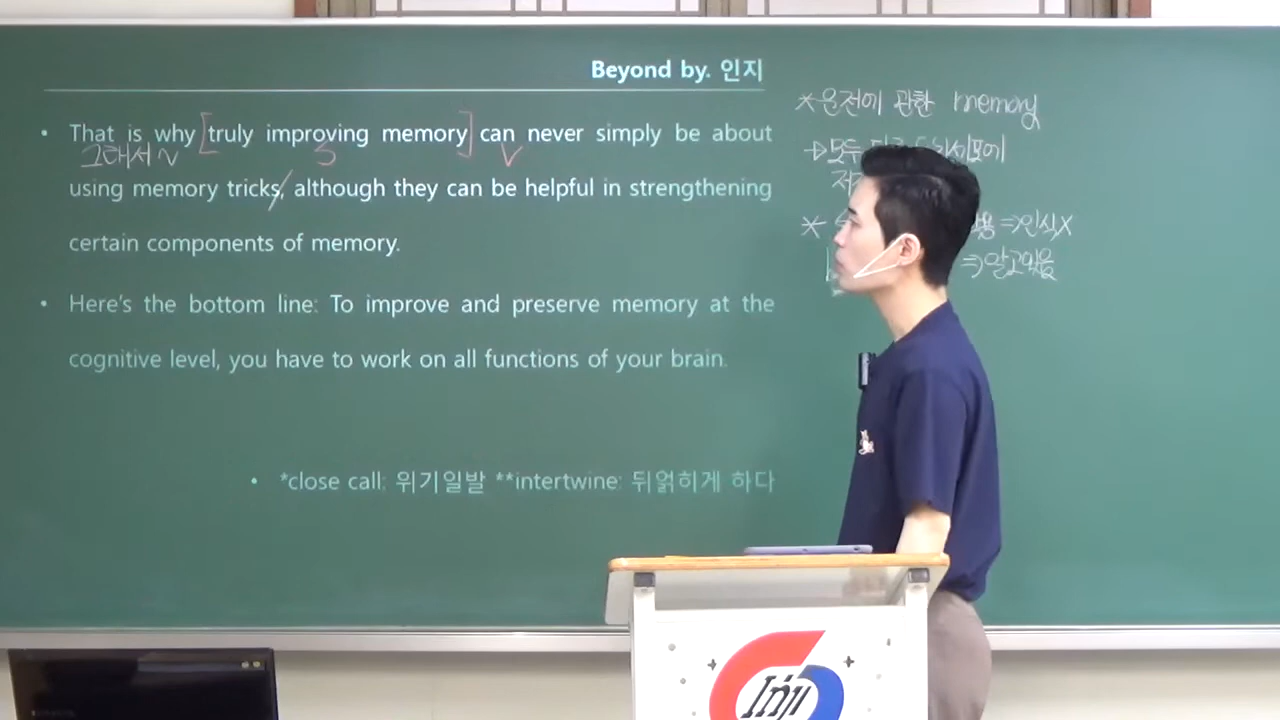 Beyond by. 인지
• That is why [truly improving memory] can never simply be about
그래서~ S V
using memory tricks, although they can be helpful in strengthening
certain components of memory.
• Here's the bottom line: To improve and preserve memory at the
cognitive level, you have to work on all functions of your brain.
• *close call: 위기일발 **intertwine: 뒤얽히게 하다
*운전에 관한 memory
→모두
* ⇒인식X
⇒알고있음
Inji